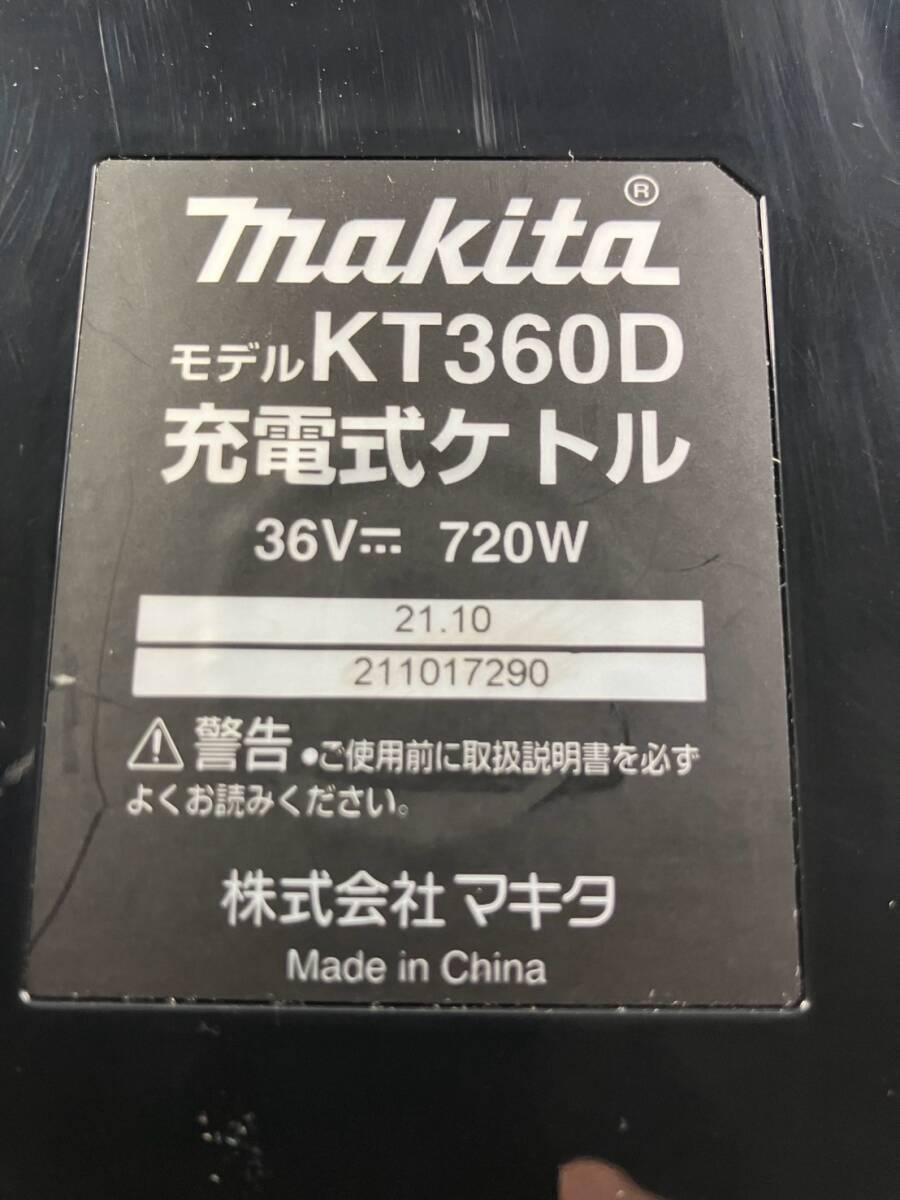 makita®
モデルKT360D
充電式ケトル
36V⎓ 720W
21.10
211017290
⚠警告 ●ご使用前に取扱説明書を必ず
よくお読みください。
株式会社マキタ
Made in China